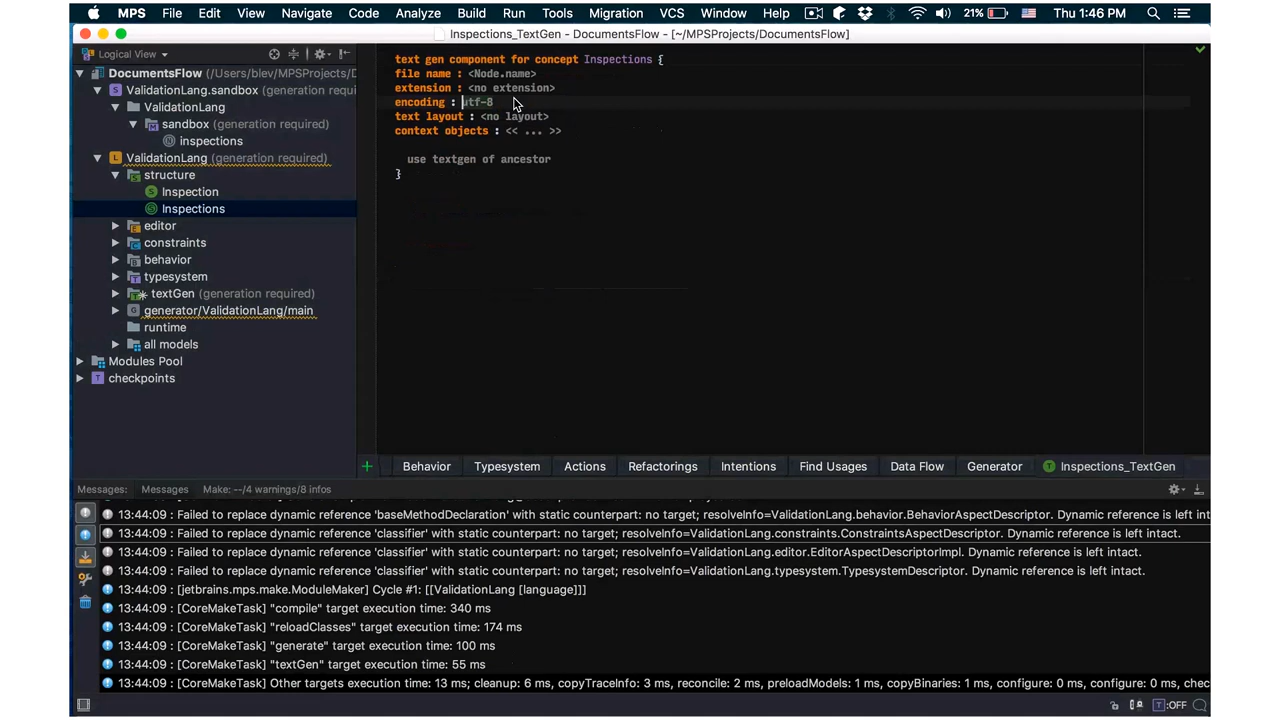 MPS File Edit View Navigate Code Analyze Build Run Tools Migration VCS Window Help 21% Thu 1:46 PM
Inspections_TextGen - DocumentsFlow - [~/MPSProjects/DocumentsFlow]
Logical View
DocumentsFlow (/Users/blev/MPSProjects/D
ValidationLang.sandbox (generation requi
ValidationLang
sandbox (generation required)
inspections
ValidationLang (generation required)
structure
Inspection
Inspections
editor
constraints
behavior
typesystem
textGen (generation required)
generator/ValidationLang/main
runtime
all models
Modules Pool
checkpoints
text gen component for concept Inspections {
file name : <Node.name>
extension : <no extension>
encoding : utf-8
text layout : <no layout>
context objects : << ... >>
use textgen of ancestor
}
Behavior Typesystem Actions Refactorings Intentions Find Usages Data Flow Generator Inspections_TextGen
Messages: Messages Make: --/4 warnings/8 infos
13:44:09 : Failed to replace dynamic reference 'baseMethodDeclaration' with static counterpart: no target; resolveInfo=ValidationLang.behavior.BehaviorAspectDescriptor. Dynamic reference is left int
13:44:09 : Failed to replace dynamic reference 'classifier' with static counterpart: no target; resolveInfo=ValidationLang.constraints.ConstraintsAspectDescriptor. Dynamic reference is left intact.
13:44:09 : Failed to replace dynamic reference 'classifier' with static counterpart: no target; resolveInfo=ValidationLang.editor.EditorAspectDescriptorImpl. Dynamic reference is left intact.
13:44:09 : Failed to replace dynamic reference 'classifier' with static counterpart: no target; resolveInfo=ValidationLang.typesystem.TypesystemDescriptor. Dynamic reference is left intact.
13:44:09 : [jetbrains.mps.make.ModuleMaker] Cycle #1: [[ValidationLang [language]]]
13:44:09 : [CoreMakeTask] "compile" target execution time: 340 ms
13:44:09 : [CoreMakeTask] "reloadClasses" target execution time: 174 ms
13:44:09 : [CoreMakeTask] "generate" target execution time: 100 ms
13:44:09 : [CoreMakeTask] "textGen" target execution time: 55 ms
13:44:09 : [CoreMakeTask] Other targets execution time: 13 ms; cleanup: 6 ms, copyTraceInfo: 3 ms, reconcile: 2 ms, preloadModels: 1 ms, copyBinaries: 1 ms, configure: 0 ms, configure: 0 ms, chec
T :OFF